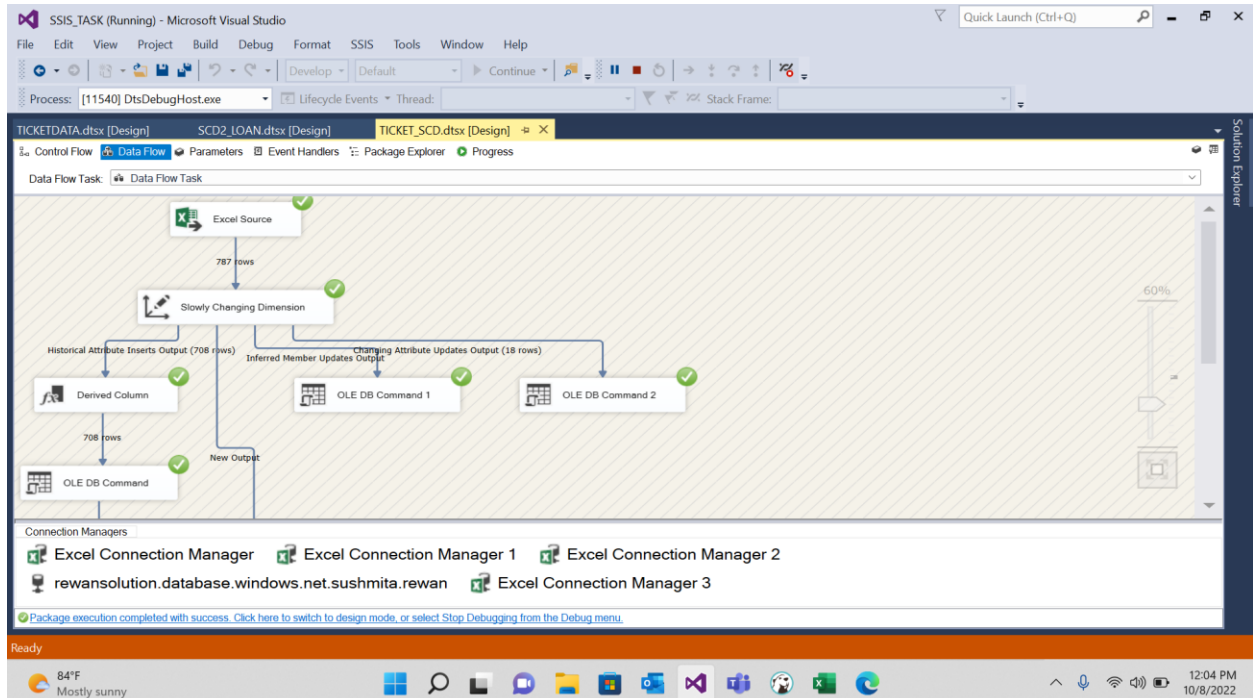 SSIS_TASK (Running) - Microsoft Visual Studio
Quick Launch (Ctrl+Q)
File Edit View Project Build Debug Format SSIS Tools Window Help
Develop Default Continue
Process: [11540] DtsDebugHost.exe Lifecycle Events Thread: Stack Frame:
TICKETDATA.dtsx [Design] SCD2_LOAN.dtsx [Design] TICKET_SCD.dtsx [Design]
Control Flow Data Flow Parameters Event Handlers Package Explorer Progress
Data Flow Task: Data Flow Task
Solution Explorer
Excel Source
787 rows
60%
Slowly Changing Dimension
Historical Attribute Inserts Output (708 rows)
Inferred Member Updates Output
Changing Attribute Updates Output (18 rows)
Derived Column
OLE DB Command 1
OLE DB Command 2
708 rows
New Output
OLE DB Command
Connection Managers
Excel Connection Manager Excel Connection Manager 1 Excel Connection Manager 2
rewansolution.database.windows.net.sushmita.rewan Excel Connection Manager 3
Package execution completed with success. Click here to switch to design mode, or select Stop Debugging from the Debug menu.
Ready
84°F
Mostly sunny
12:04 PM
10/8/2022